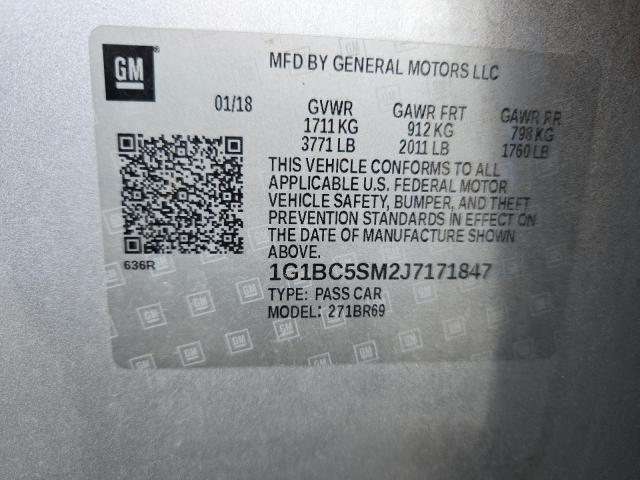 GM
MFD BY GENERAL MOTORS LLC
01/18 GVWR GAWR FRT GAWR RR
1711 KG 912 KG 798 KG
3771 LB 2011 LB 1760 LB
THIS VEHICLE CONFORMS TO ALL
APPLICABLE U.S. FEDERAL MOTOR
VEHICLE SAFETY, BUMPER, AND THEFT
PREVENTION STANDARDS IN EFFECT ON
THE DATE OF MANUFACTURE SHOWN
ABOVE.
636R
1G1BC5SM2J7171847
TYPE: PASS CAR
MODEL: 271BR69